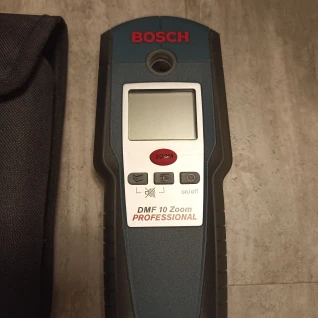 BOSCH
on/off
DMF 10 Zoom
PROFESSIONAL